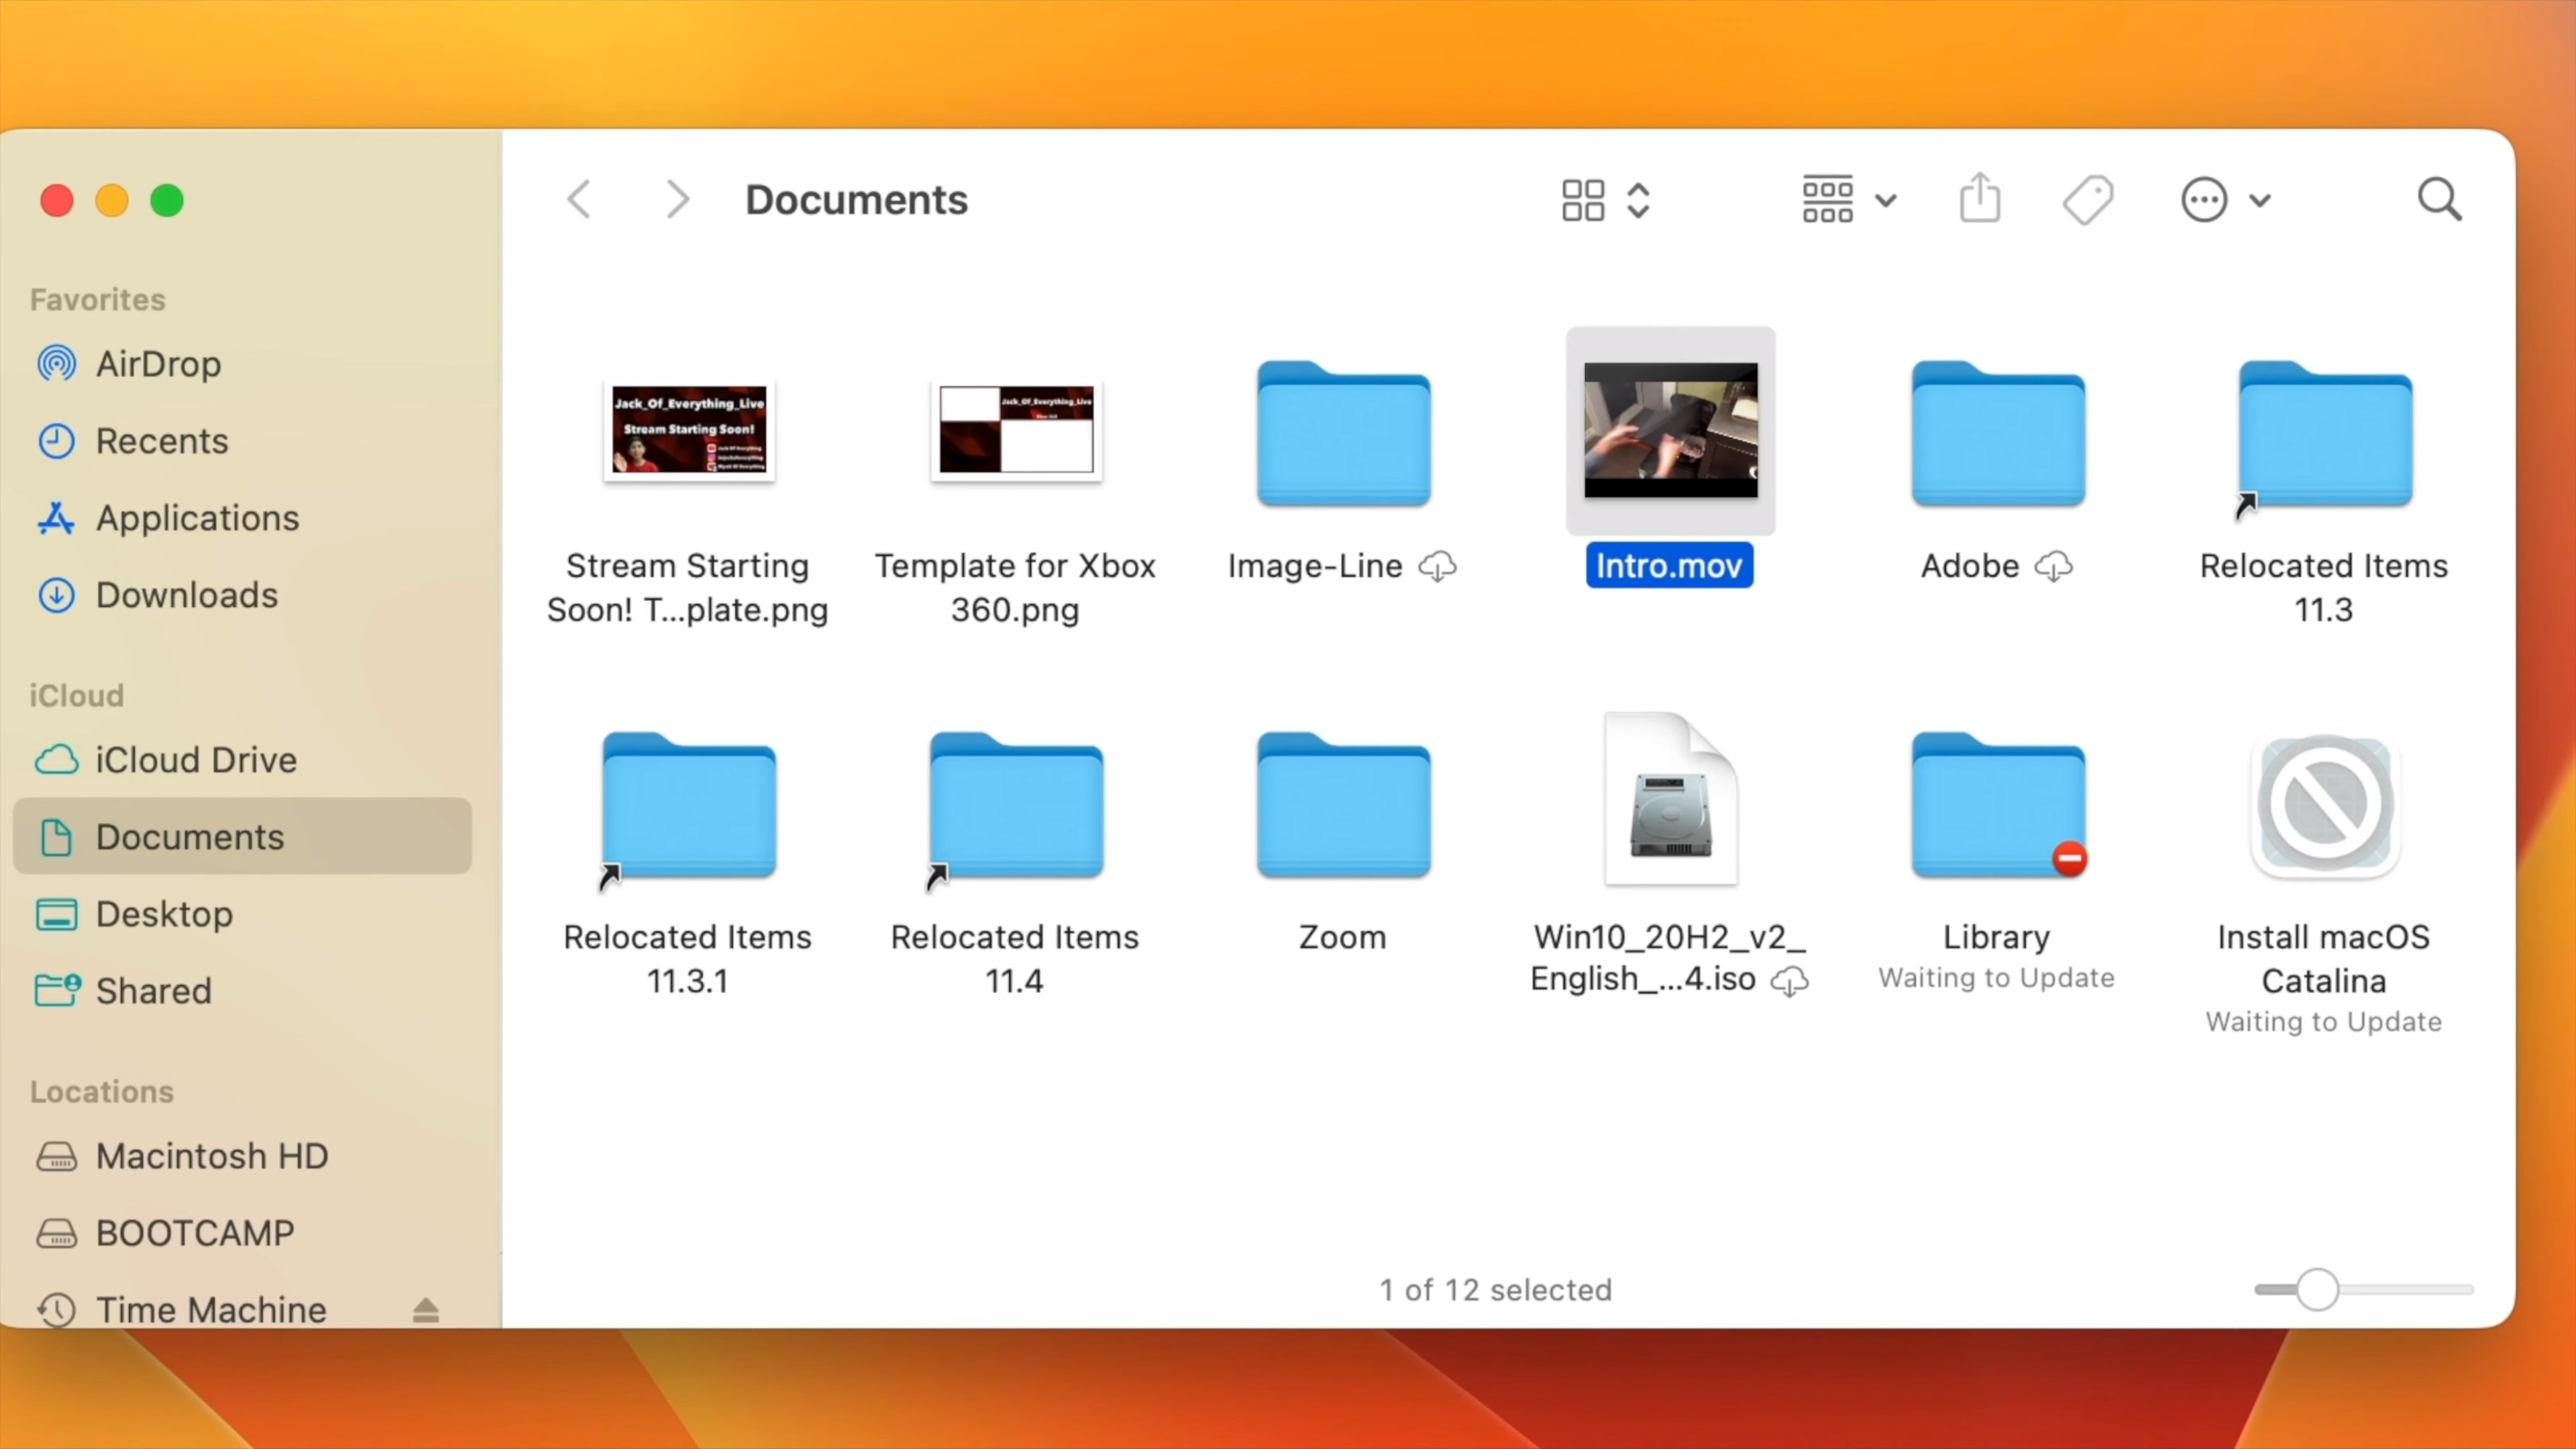 Documents
Favorites
AirDrop
Recents
Applications
Downloads
iCloud
iCloud Drive
Documents
Desktop
Shared
Locations
Macintosh HD
BOOTCAMP
Time Machine
Jack_Of_Everything_Live
Stream Starting Soon!
Jack_Of_Everything_Live
Stream Starting
Soon! T...plate.png
Template for Xbox
360.png
Image-Line
Intro.mov
Adobe
Relocated Items
11.3
Relocated Items
11.3.1
Relocated Items
11.4
Zoom
Win10_20H2_v2_
English_...4.iso
Library
Waiting to Update
Install macOS
Catalina
Waiting to Update
1 of 12 selected